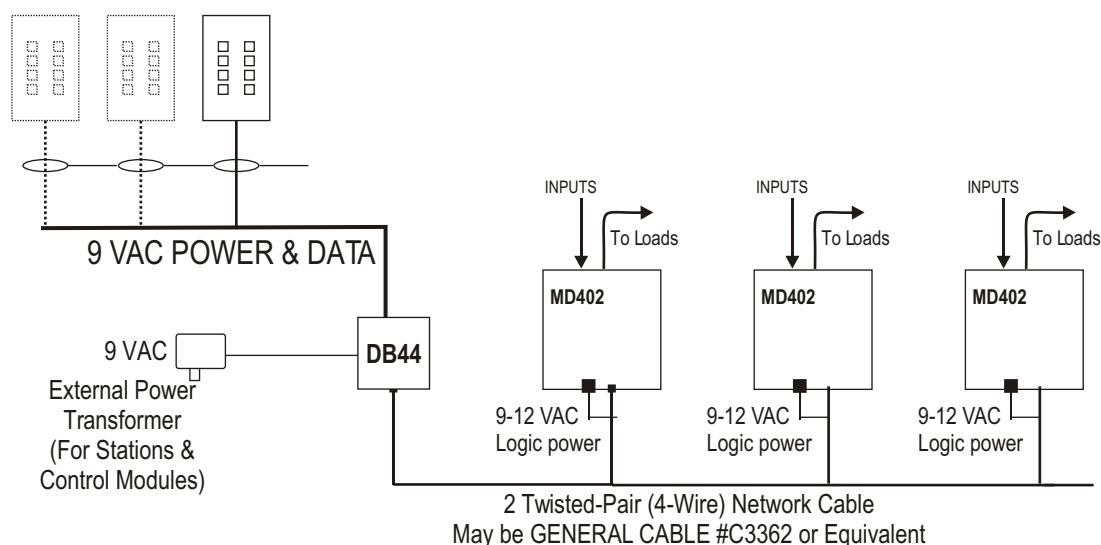 9 VAC POWER & DATA
INPUTS
To Loads
MD402
9-12 VAC
Logic power
INPUTS
To Loads
MD402
9-12 VAC
Logic power
INPUTS
To Loads
MD402
9-12 VAC
Logic power
9 VAC
DB44
External Power
Transformer
(For Stations &
Control Modules)
2 Twisted-Pair (4-Wire) Network Cable
May be GENERAL CABLE #C3362 or Equivalent